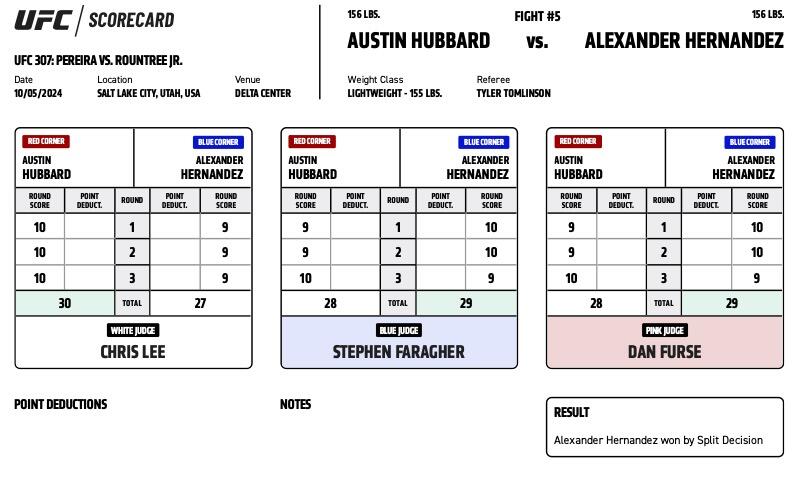 UFC SCORECARD
UFC 307: PEREIRA VS. ROUNTREE JR.
Date Location Venue
10/05/2024 SALT LAKE CITY, UTAH, USA DELTA CENTER
156 LBS. FIGHT #5 156 LBS.
AUSTIN HUBBARD vs. ALEXANDER HERNANDEZ
Weight Class Referee
LIGHTWEIGHT - 155 LBS. TYLER TOMLINSON
RED CORNER BLUE CORNER
AUSTIN ALEXANDER
HUBBARD HERNANDEZ
ROUND POINT ROUND POINT ROUND
SCORE DEDUCT. DEDUCT. SCORE
10 1 9
10 2 9
10 3 9
30 TOTAL 27
WHITE JUDGE
CHRIS LEE
RED CORNER BLUE CORNER
AUSTIN ALEXANDER
HUBBARD HERNANDEZ
ROUND POINT ROUND POINT ROUND
SCORE DEDUCT. DEDUCT. SCORE
9 1 10
9 2 10
10 3 9
28 TOTAL 29
BLUE JUDGE
STEPHEN FARAGHER
RED CORNER BLUE CORNER
AUSTIN ALEXANDER
HUBBARD HERNANDEZ
ROUND POINT ROUND POINT ROUND
SCORE DEDUCT. DEDUCT. SCORE
9 1 10
9 2 10
10 3 9
28 TOTAL 29
PINK JUDGE
DAN FURSE
POINT DEDUCTIONS
NOTES
RESULT
Alexander Hernandez won by Split Decision